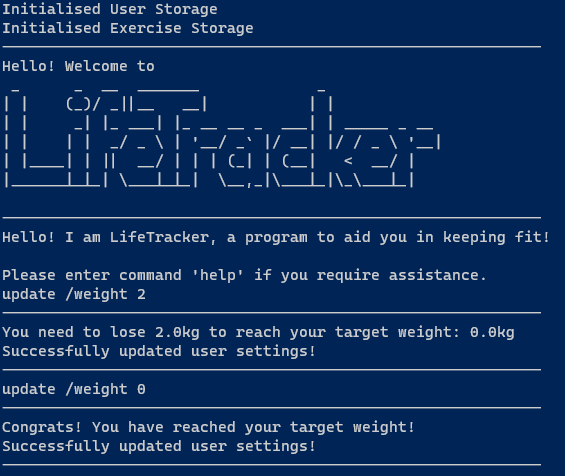 Initialised User Storage
Initialised Exercise Storage
Hello! Welcome to
LifeTracker
Hello! I am LifeTracker, a program to aid you in keeping fit!
Please enter command 'help' if you require assistance.
update /weight 2
You need to lose 2.0kg to reach your target weight: 0.0kg
Successfully updated user settings!
update /weight 0
Congrats! You have reached your target weight!
Successfully updated user settings!